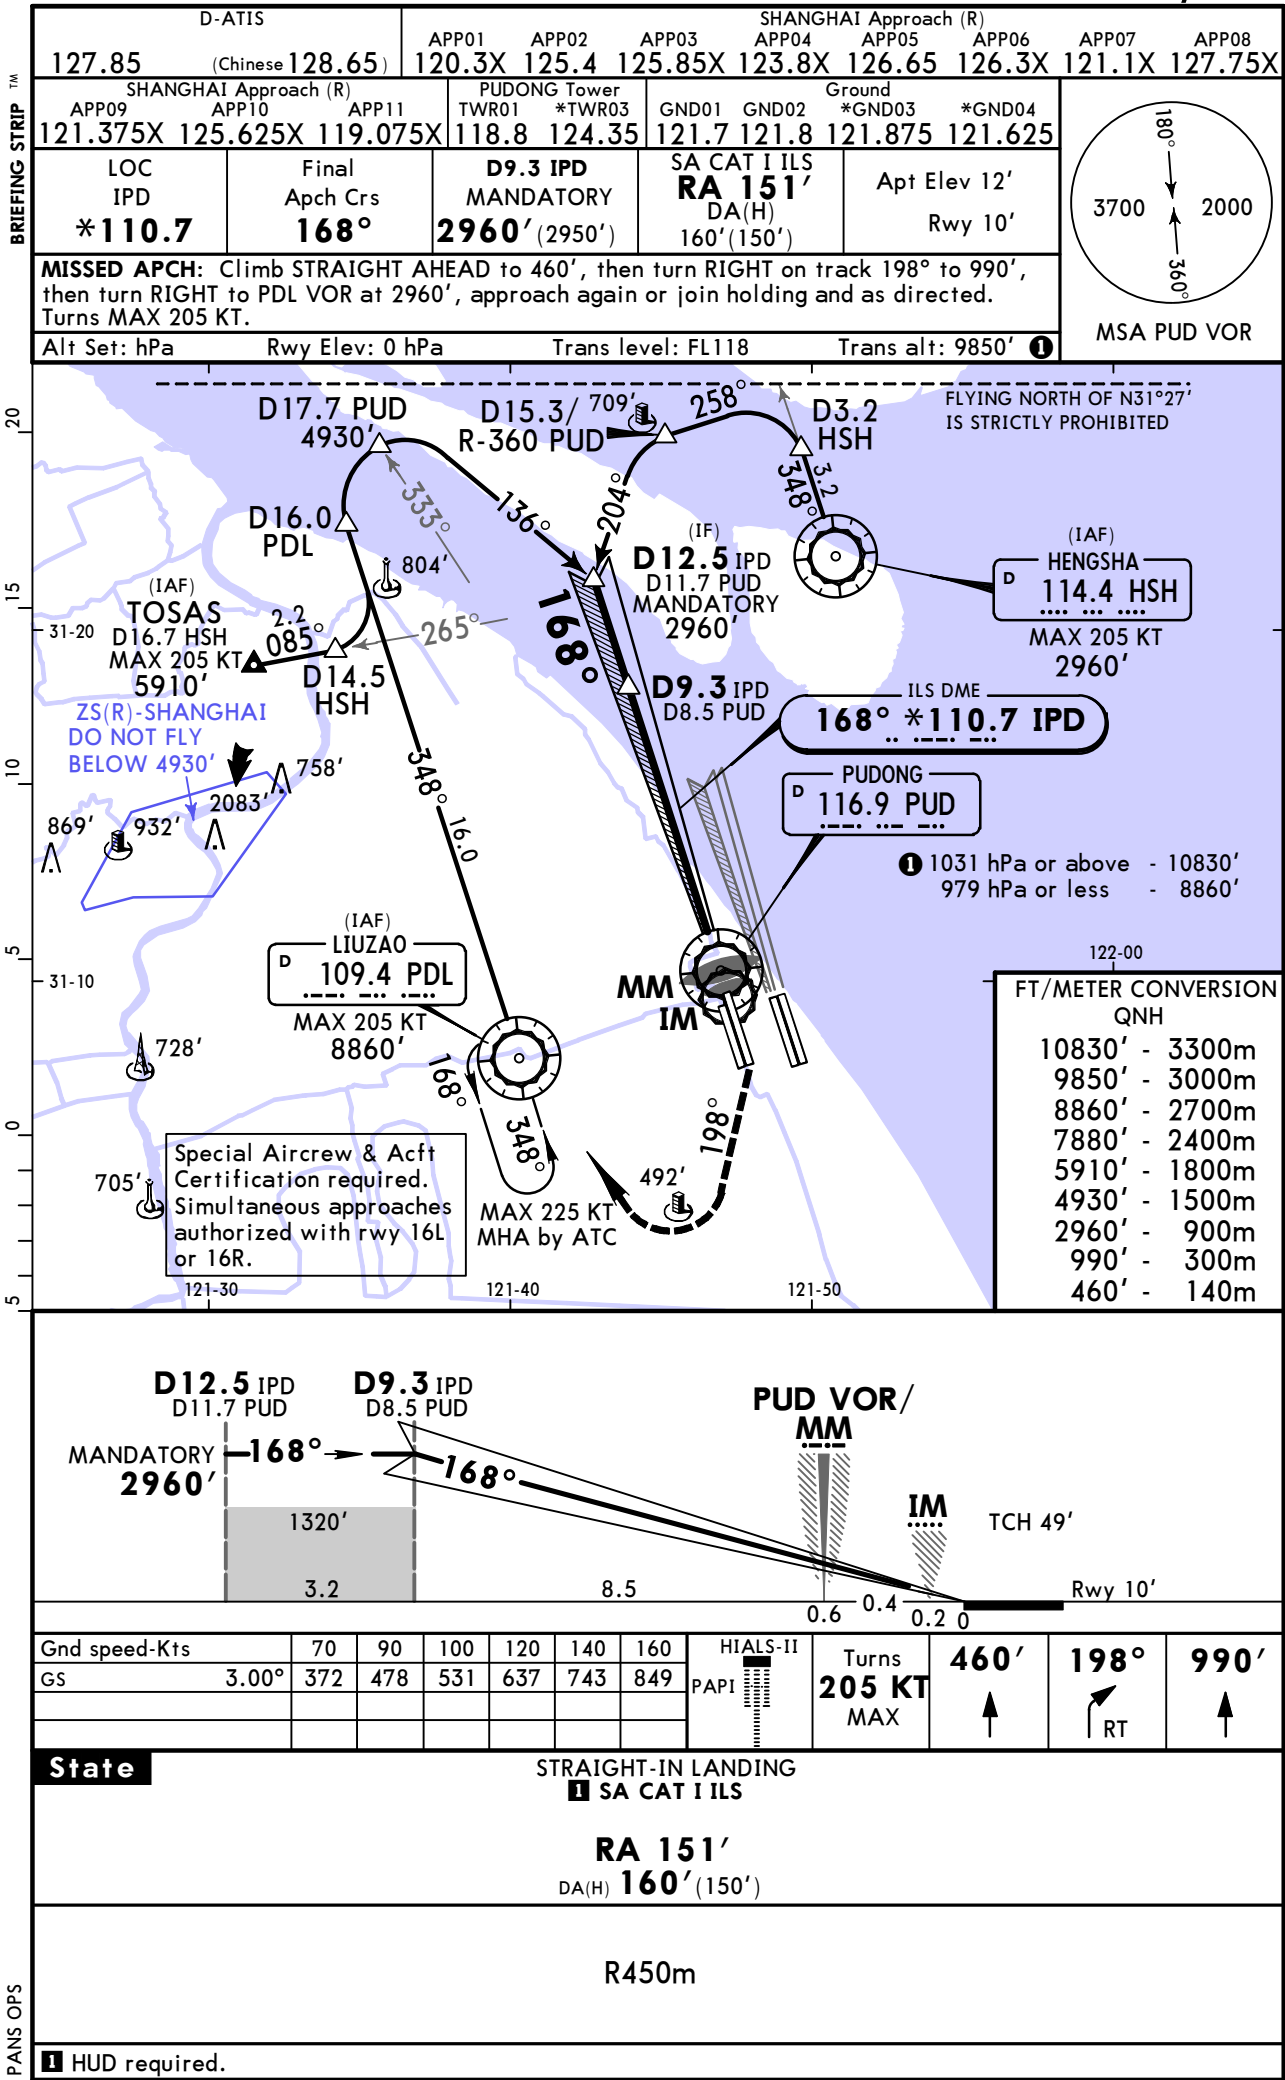 D-ATIS
127.85 (Chinese 128.65)
SHANGHAI Approach (R)
APP01 APP02 APP03 APP04 APP05 APP06 APP07 APP08
120.3X 125.4 125.85X 123.8X 126.65 126.3X 121.1X 127.75X
SHANGHAI Approach (R)
APP09 APP10 APP11
121.375X 125.625X 119.075X
PUDONG Tower
TWR01 *TWR03
118.8 124.35
Ground
GND01 GND02 *GND03 *GND04
121.7 121.8 121.875 121.625
BRIEFING STRIP TM
LOC
IPD
*110.7
Final
Apch Crs
168°
D9.3 IPD
MANDATORY
2960' (2950')
SA CAT I ILS
RA 151'
DA(H)
160' (150')
Apt Elev 12'
Rwy 10'
180°
3700 2000
360°
MSA PUD VOR
MISSED APCH: Climb STRAIGHT AHEAD to 460', then turn RIGHT on track 198° to 990',
then turn RIGHT to PDL VOR at 2960', approach again or join holding and as directed.
Turns MAX 205 KT.
Alt Set: hPa Rwy Elev: 0 hPa Trans level: FL118 Trans alt: 9850' 1
FLYING NORTH OF N31°27'
IS STRICTLY PROHIBITED
D17.7 PUD
4930'
D15.3/
R-360 PUD
709'
258°
D3.2
HSH
3.2
348°
333°
136°
204°
D16.0
PDL
804'
(IF)
D12.5 IPD
D11.7 PUD
MANDATORY
2960'
(IAF)
HENGSHA
D 114.4 HSH
MAX 205 KT
2960'
(IAF)
TOSAS
D16.7 HSH
MAX 205 KT
5910'
2.2
085°
265°
D14.5
HSH
168°
D9.3 IPD
D8.5 PUD
ILS DME
168° *110.7 IPD
PUDONG
D 116.9 PUD
ZS(R)-SHANGHAI
DO NOT FLY
BELOW 4930'
758'
2083'
932'
869'
348°
16.0
1 1031 hPa or above - 10830'
979 hPa or less - 8860'
(IAF)
LIUZAO
D 109.4 PDL
MAX 205 KT
8860'
MM
IM
728'
168°
348°
198°
492'
705'
MAX 225 KT
MHA by ATC
Special Aircrew & Acft
Certification required.
Simultaneous approaches
authorized with rwy 16L
or 16R.
20
15
10
5
0
5
31-20
31-10
121-30
121-40
121-50
122-00
FT/METER CONVERSION
QNH
10830' - 3300m
9850' - 3000m
8860' - 2700m
7880' - 2400m
5910' - 1800m
4930' - 1500m
2960' - 900m
990' - 300m
460' - 140m
D12.5 IPD
D11.7 PUD
D9.3 IPD
D8.5 PUD
MANDATORY
2960'
168°
168°
PUD VOR/
MM
IM
TCH 49'
1320'
3.2
8.5
0.6
0.4
0.2
0
Rwy 10'
Gnd speed-Kts 70 90 100 120 140 160
GS 3.00° 372 478 531 637 743 849
HIALS-II
PAPI
Turns
205 KT
MAX
460'
198°
RT
990'
State
STRAIGHT-IN LANDING
1 SA CAT I ILS
RA 151'
DA(H) 160' (150')
R450m
PANS OPS
1 HUD required.